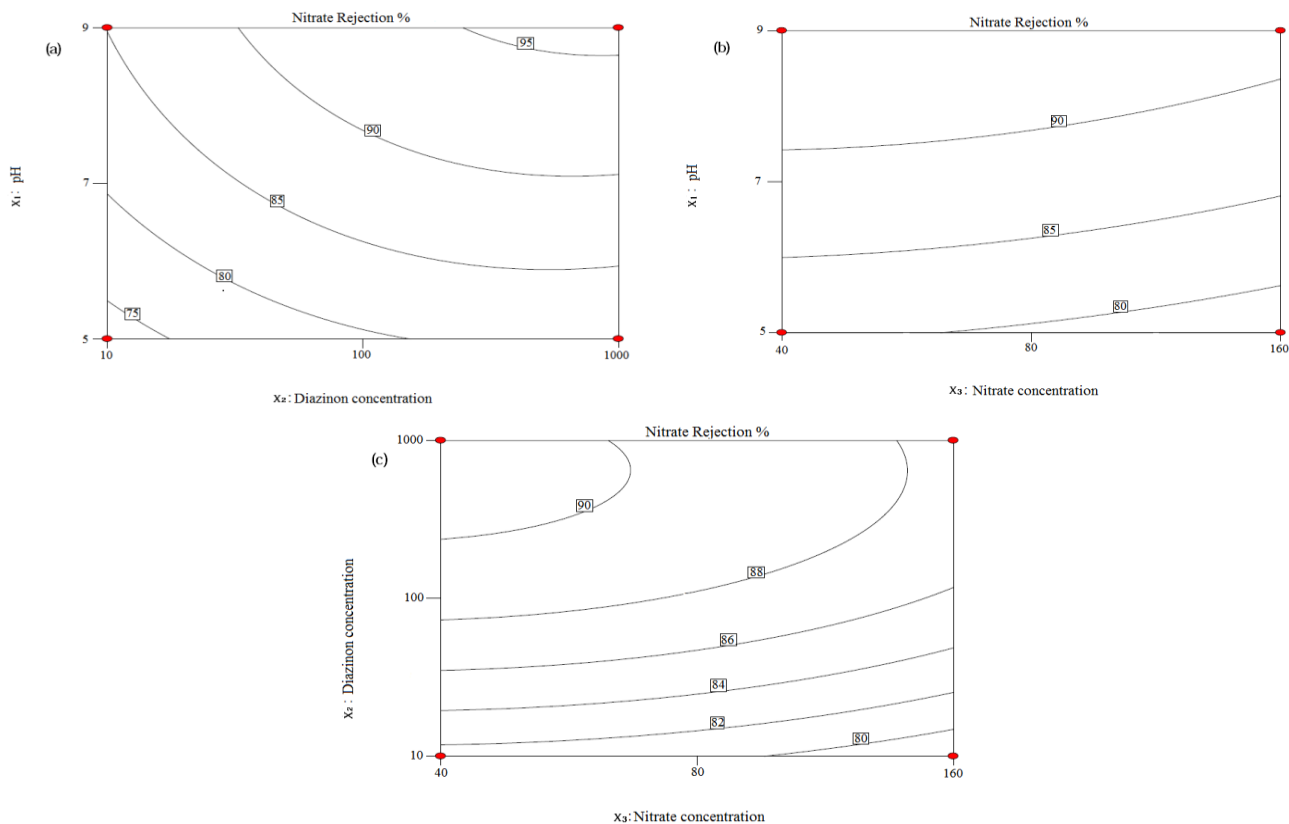 Nitrate Rejection %
(a)
9
7
5
x₁: pH
95
90
85
80
75
10
100
1000
x₂: Diazinon concentration
Nitrate Rejection %
(b)
9
7
5
x₁: pH
90
85
80
40
80
160
x₃: Nitrate concentration
Nitrate Rejection %
(c)
1000
100
10
x₂: Diazinon concentration
90
88
86
84
82
80
40
80
160
x₃: Nitrate concentration